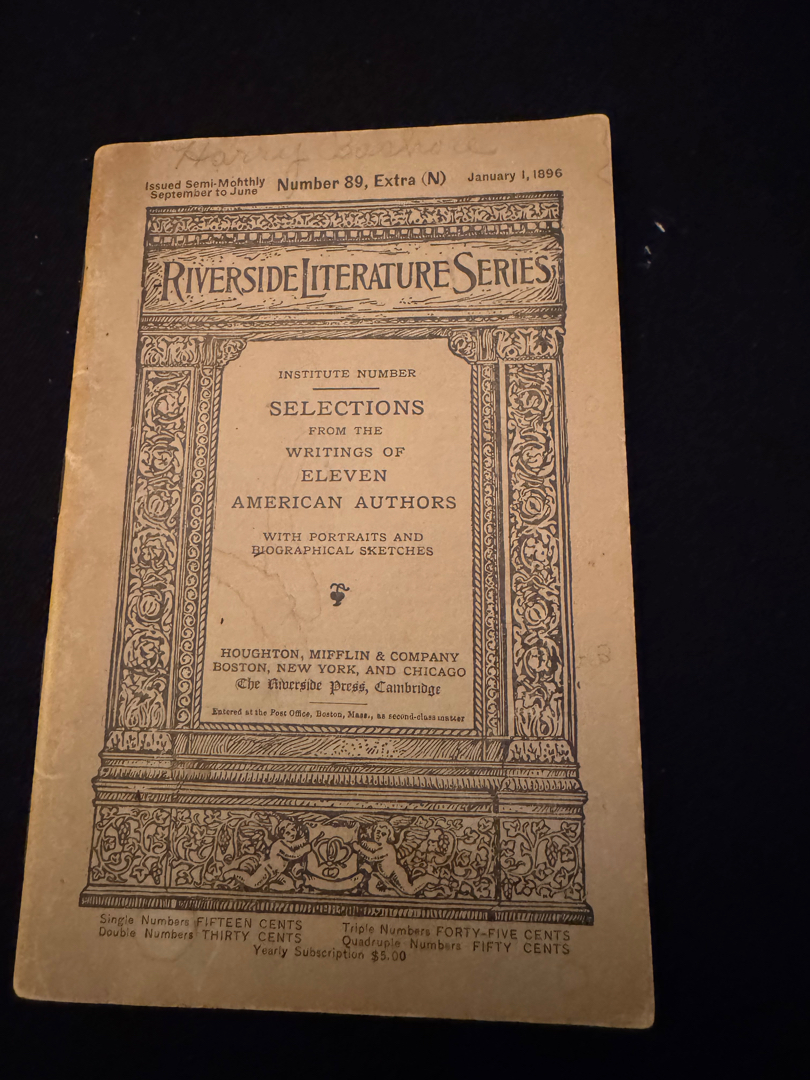 Harry
Issued Semi-Monthly
September to June
Number 89, Extra (N)
January 1, 1896
RIVERSIDE LITERATURE SERIES
INSTITUTE NUMBER
SELECTIONS
FROM THE
WRITINGS OF
ELEVEN
AMERICAN AUTHORS
WITH PORTRAITS AND
BIOGRAPHICAL SKETCHES
HOUGHTON, MIFFLIN & COMPANY
BOSTON, NEW YORK, AND CHICAGO
The Riverside Press, Cambridge
Entered at the Post Office, Boston, Mass., as second-class matter
Single Numbers FIFTEEN CENTS
Double Numbers THIRTY CENTS
Triple Numbers FORTY-FIVE CENTS
Quadruple Numbers FIFTY CENTS
Yearly Subscription $5.00